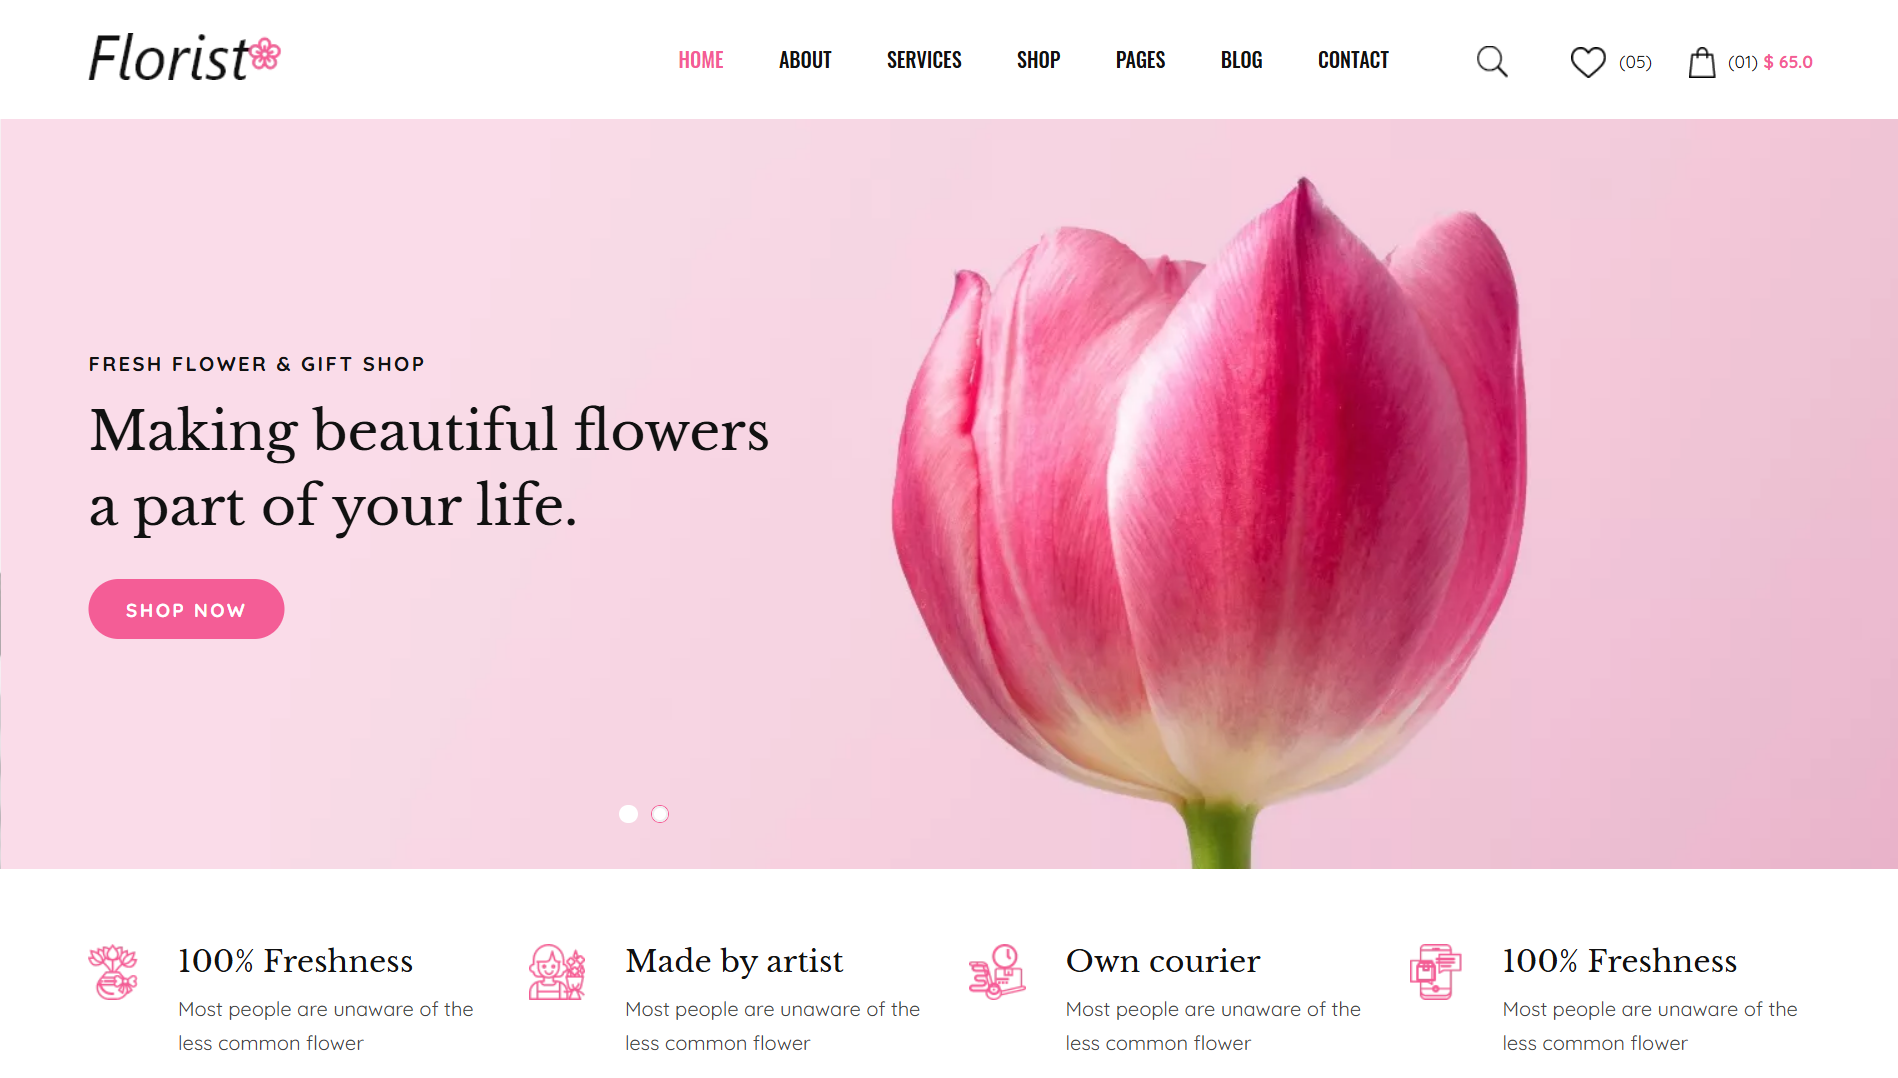 Florist
HOME ABOUT SERVICES SHOP PAGES BLOG CONTACT (05) (01) $ 65.0
FRESH FLOWER & GIFT SHOP
Making beautiful flowers
a part of your life.
SHOP NOW
100% Freshness
Most people are unaware of the
less common flower
Made by artist
Most people are unaware of the
less common flower
Own courier
Most people are unaware of the
less common flower
100% Freshness
Most people are unaware of the
less common flower